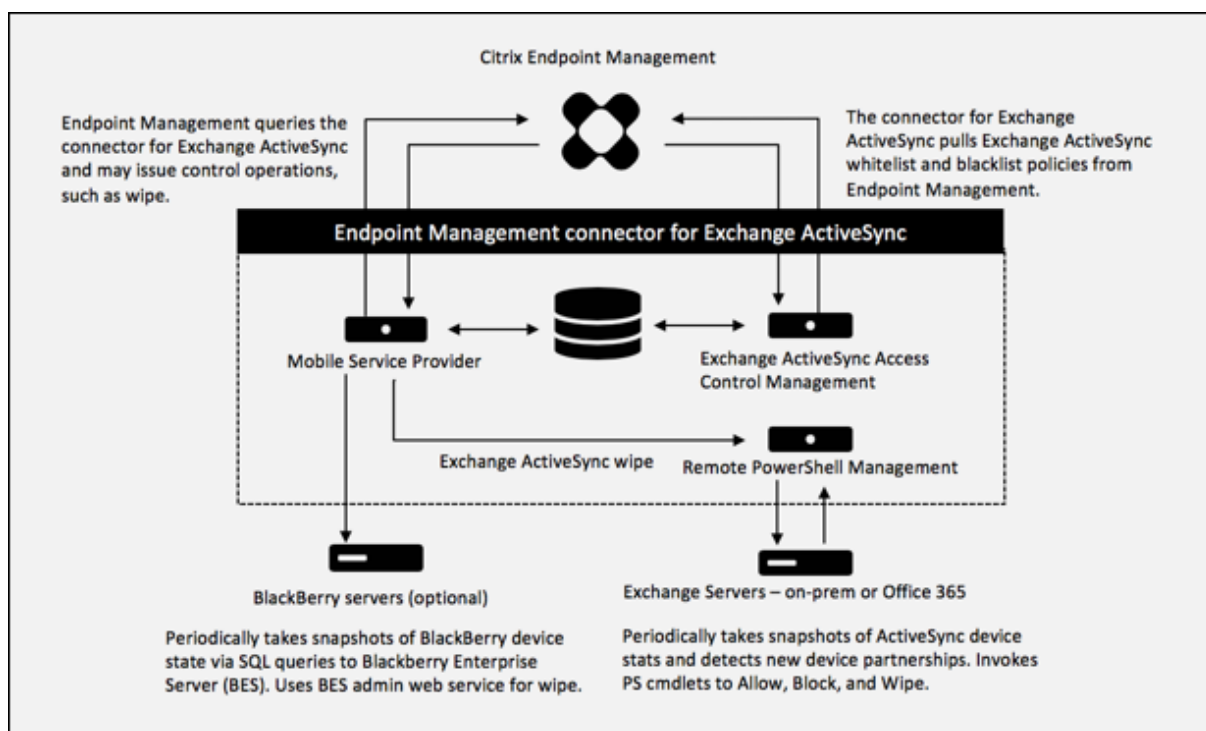 Citrix Endpoint Management
Endpoint Management queries the
connector for Exchange ActiveSync
and may issue control operations,
such as wipe.
The connector for Exchange
ActiveSync pulls Exchange ActiveSync
whitelist and blacklist policies from
Endpoint Management.
Endpoint Management connector for Exchange ActiveSync
Mobile Service Provider
Exchange ActiveSync Access
Control Management
Exchange ActiveSync wipe
Remote PowerShell Management
BlackBerry servers (optional)
Periodically takes snapshots of BlackBerry device
state via SQL queries to Blackberry Enterprise
Server (BES). Uses BES admin web service for wipe.
Exchange Servers – on-prem or Office 365
Periodically takes snapshots of ActiveSync device
stats and detects new device partnerships. Invokes
PS cmdlets to Allow, Block, and Wipe.